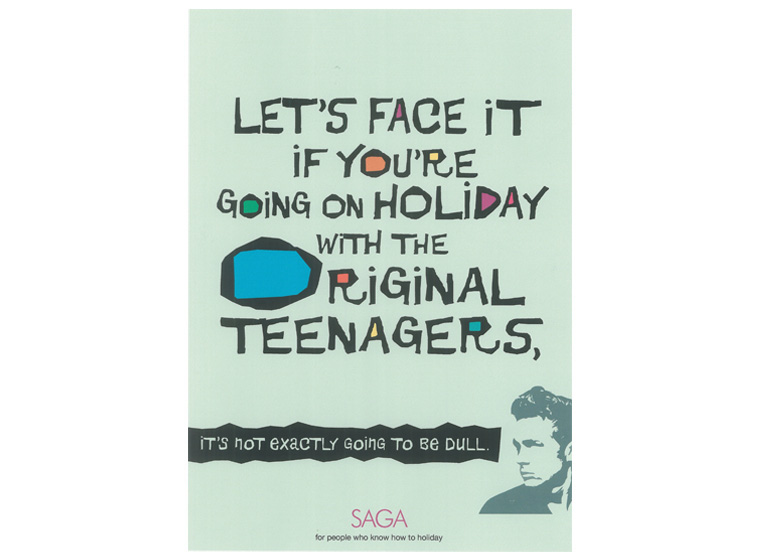 LET'S FACE iT
iF YOU'RE
GOiNG ON HOLiDAY
WiTH THE
ORiGiNAL
TEENAGERS,
iT'S NOT EXACTLY GOiNG TO BE DULL.
SAGA
for people who know how to holiday